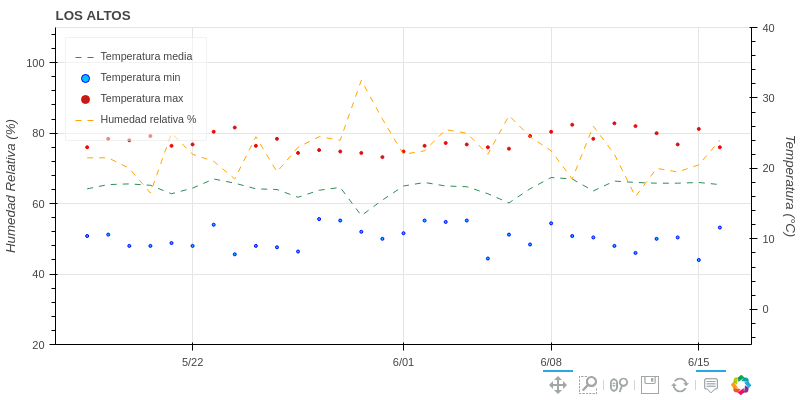 LOS ALTOS
Temperatura media
Temperatura min
Temperatura max
Humedad relativa %
Humedad Relativa (%)
100
80
60
40
20
Temperatura (°C)
40
30
20
10
0
5/22
6/01
6/08
6/15